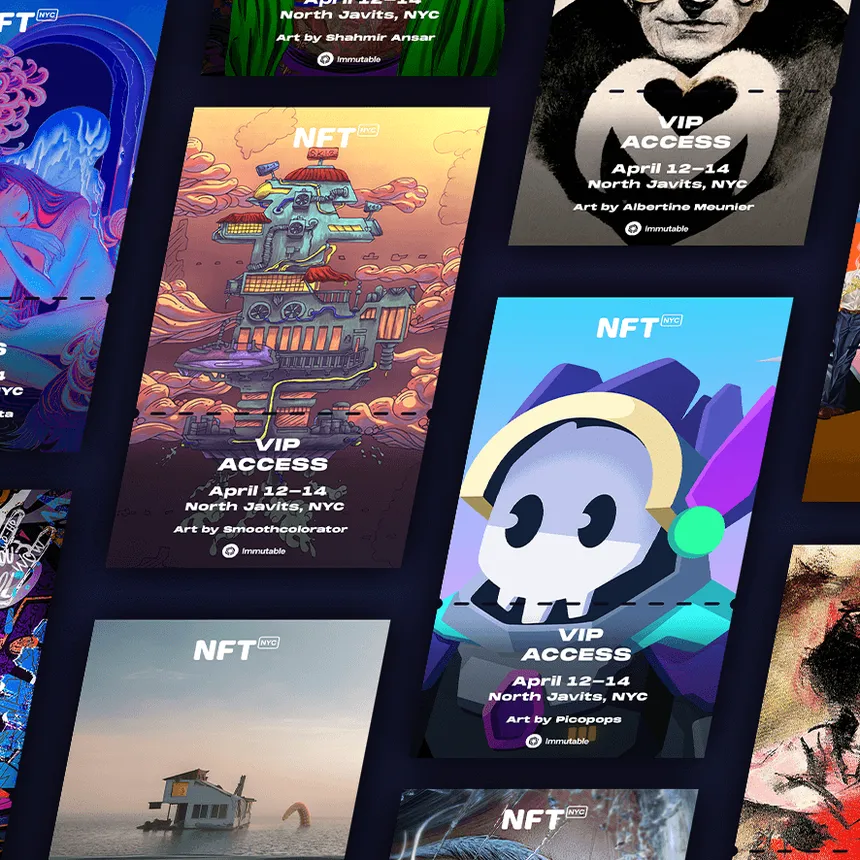 FT NYC
S
4
YC
ta
April 12–14
North Javits, NYC
Art by Shahmir Ansar
Immutable
VIP
ACCESS
April 12–14
North Javits, NYC
Art by Albertine Meunier
Immutable
NFT NYC
VIP
ACCESS
April 12–14
North Javits, NYC
Art by Smoothcolorator
Immutable
NFT NYC
VIP
ACCESS
April 12–14
North Javits, NYC
Art by Picopops
Immutable
NFT NYC
NFT NYC